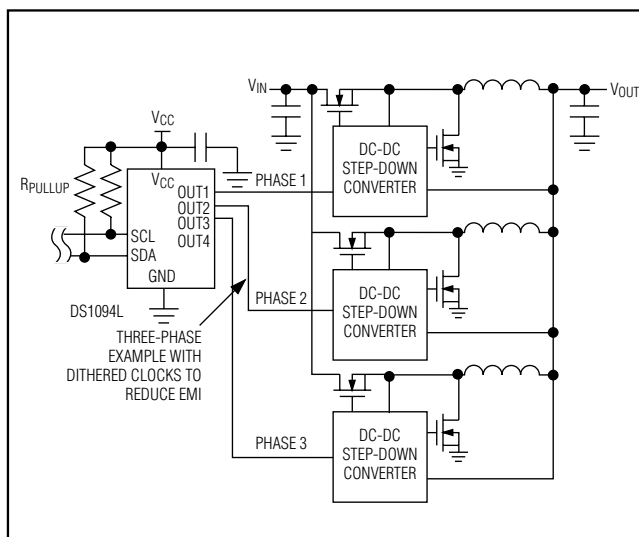 VIN
VOUT
VCC
RPULLUP
VCC
OUT1
OUT2
OUT3
OUT4
SCL
SDA
GND
DS1094L
THREE-PHASE
EXAMPLE WITH
DITHERED CLOCKS TO
REDUCE EMI
PHASE 1
DC-DC
STEP-DOWN
CONVERTER
PHASE 2
DC-DC
STEP-DOWN
CONVERTER
PHASE 3
DC-DC
STEP-DOWN
CONVERTER